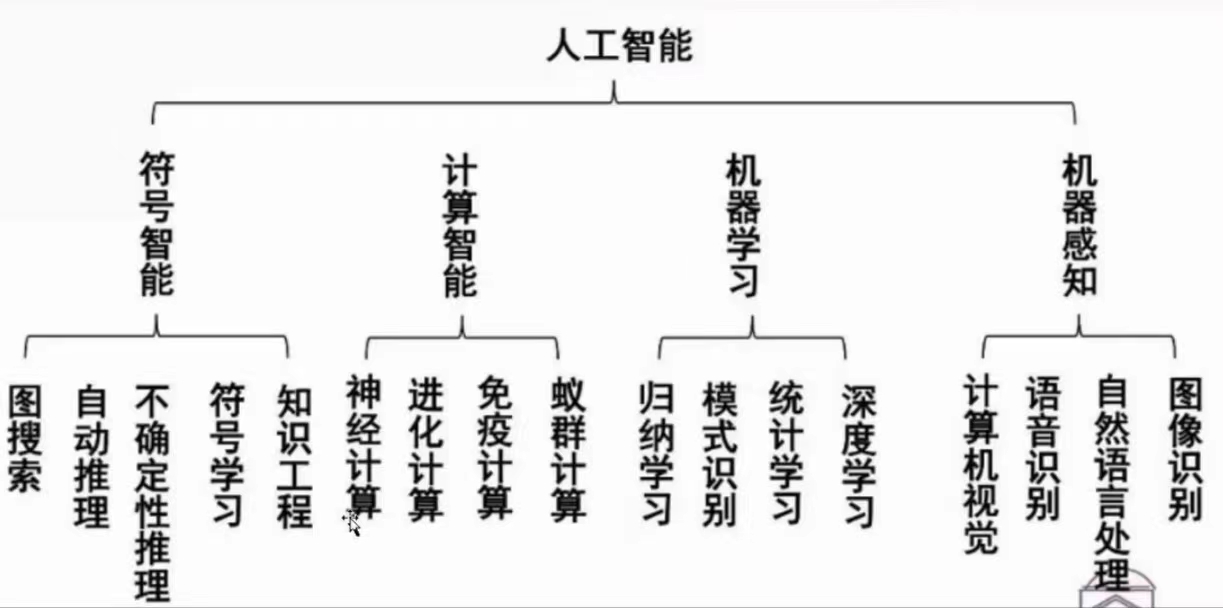 人工智能
符号智能
计算智能
机器学习
机器感知
图搜索
自动推理
不确定性推理
符号学习
知识工程
神经计算
进化计算
免疫计算
蚁群计算
归纳学习
模式识别
统计学习
深度学习
计算机视觉
语音识别
自然语言处理
图像识别